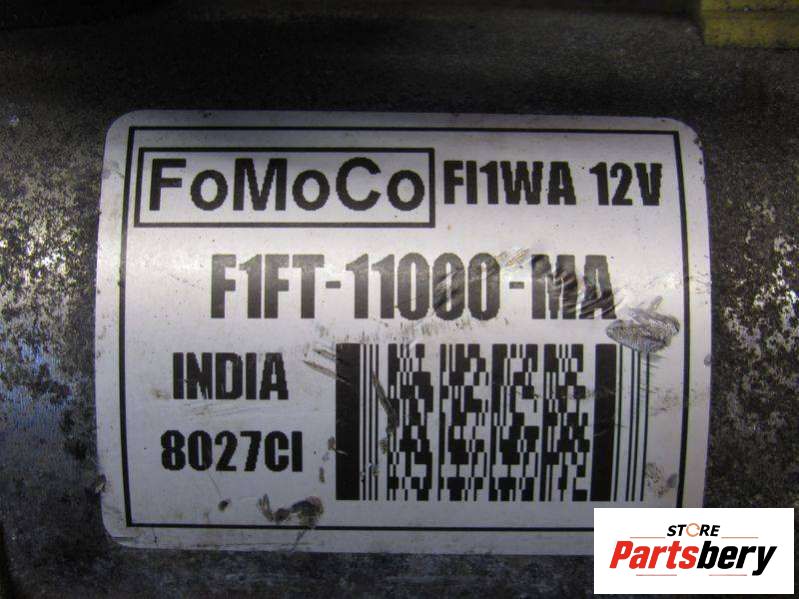 FoMoCo FI1WA 12V
F1FT-11000-MA
INDIA
8027CI
STORE
Partsbery